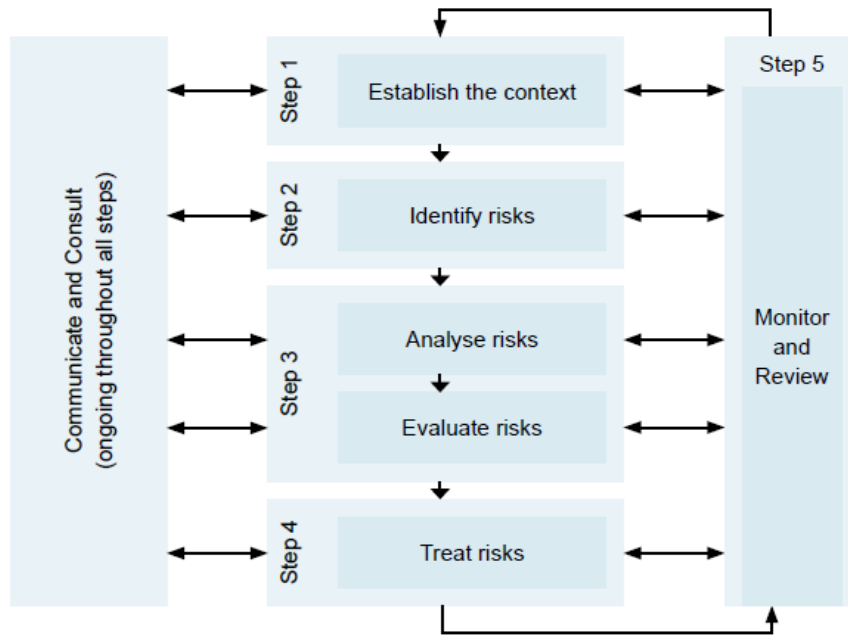 Communicate and Consult
(ongoing throughout all steps)
Step 1
Establish the context
Step 2
Identify risks
Step 3
Analyse risks
Evaluate risks
Step 4
Treat risks
Step 5
Monitor
and
Review